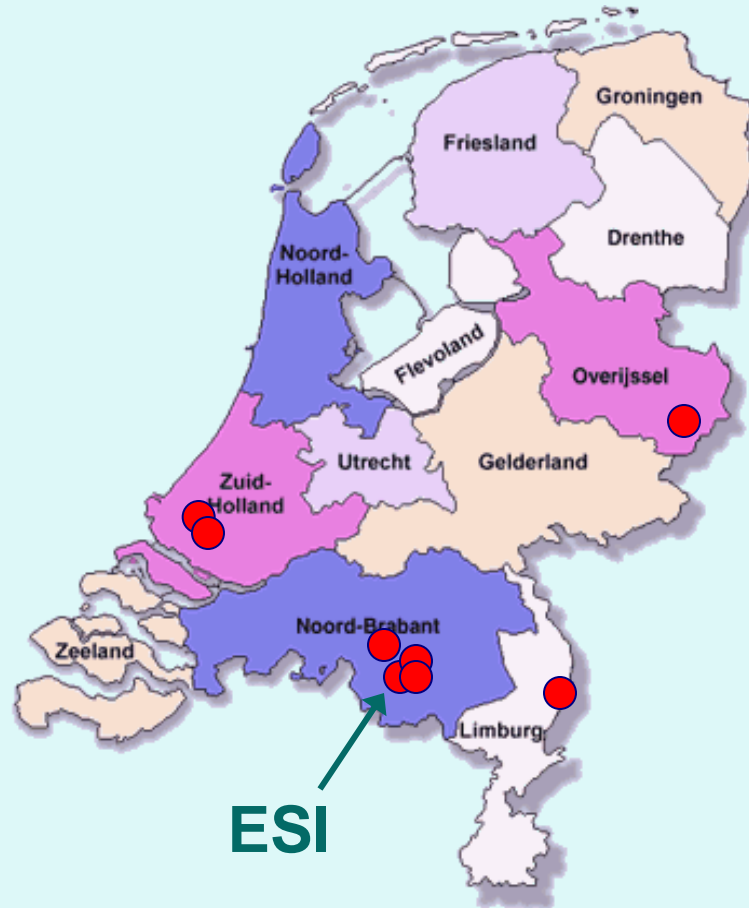 Groningen
Friesland
Drenthe
Noord-
Holland
Flevoland
Overijssel
Utrecht
Gelderland
Zuid-
Holland
Noord-Brabant
Zeeland
Limburg
ESI